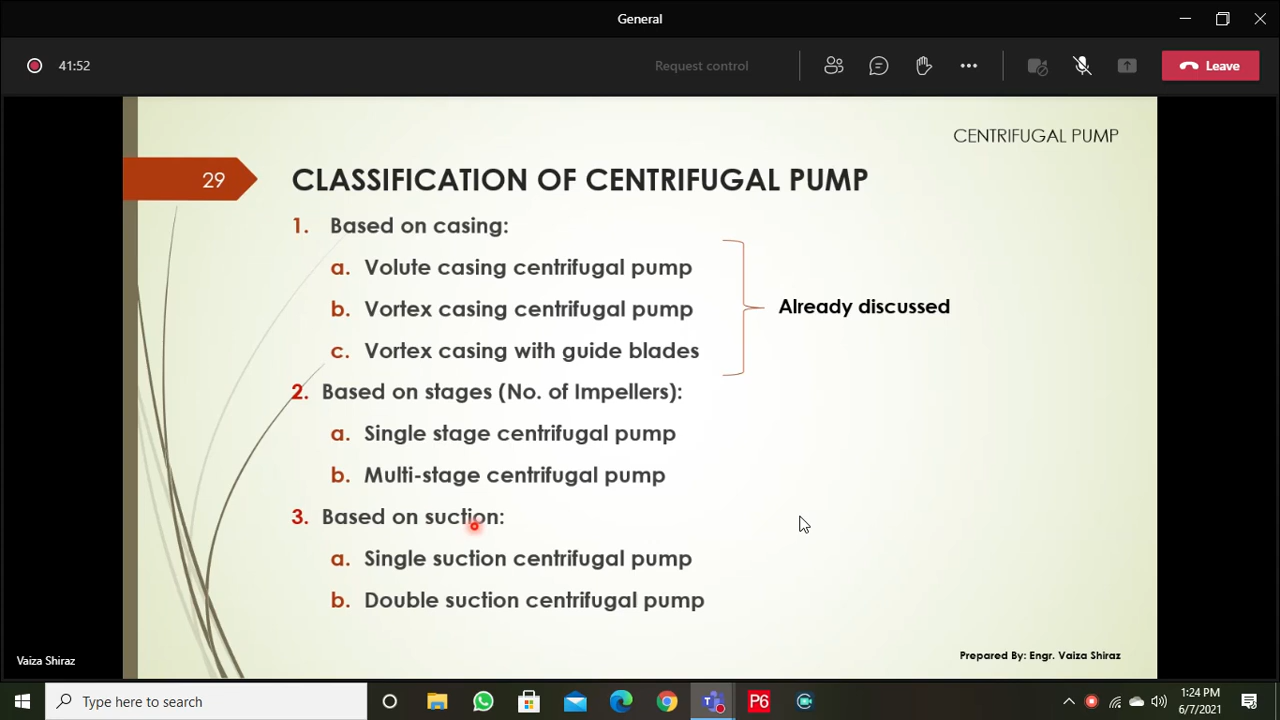 General
41:52
Request control
Leave
CENTRIFUGAL PUMP
29
CLASSIFICATION OF CENTRIFUGAL PUMP
1. Based on casing:
a. Volute casing centrifugal pump
b. Vortex casing centrifugal pump
c. Vortex casing with guide blades
Already discussed
2. Based on stages (No. of Impellers):
a. Single stage centrifugal pump
b. Multi-stage centrifugal pump
3. Based on suction:
a. Single suction centrifugal pump
b. Double suction centrifugal pump
Prepared By: Engr. Vaiza Shiraz
Vaiza Shiraz
Type here to search
P6
1:24 PM
6/7/2021